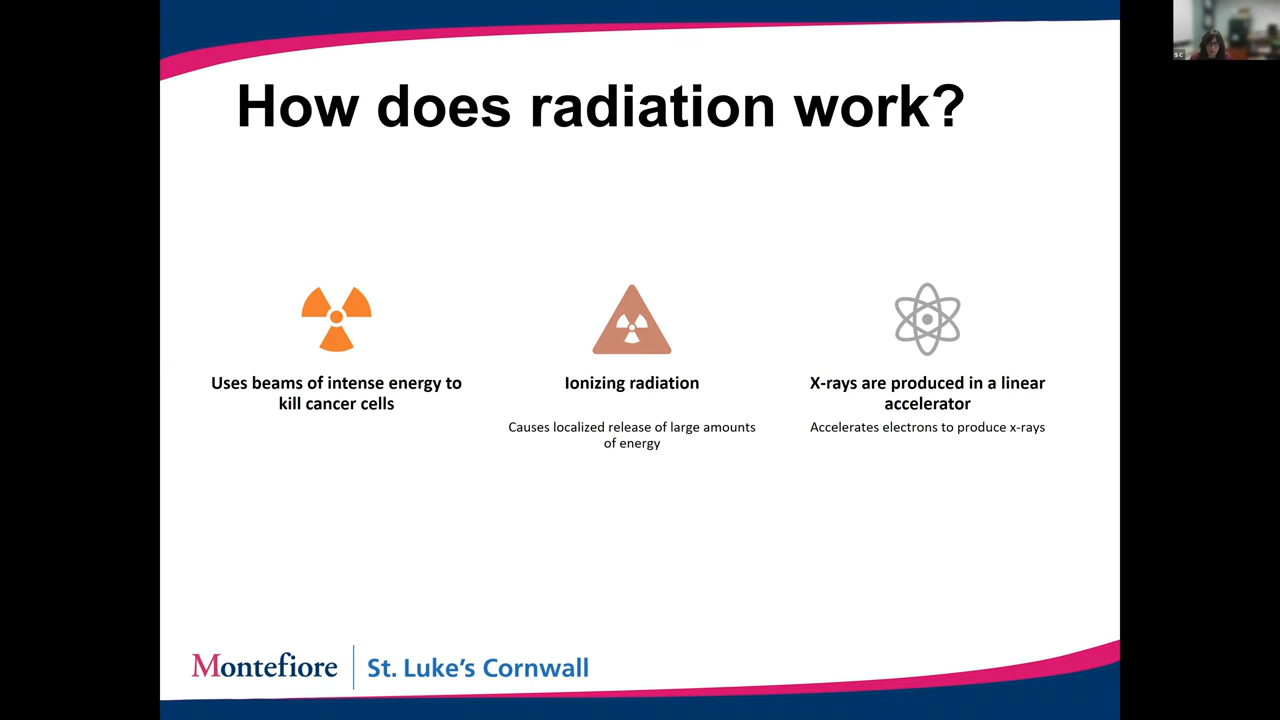 How does radiation work?
Uses beams of intense energy to
kill cancer cells
Ionizing radiation
Causes localized release of large amounts
of energy
X-rays are produced in a linear
accelerator
Accelerates electrons to produce x-rays
Montefiore
St. Luke's Cornwall
S C